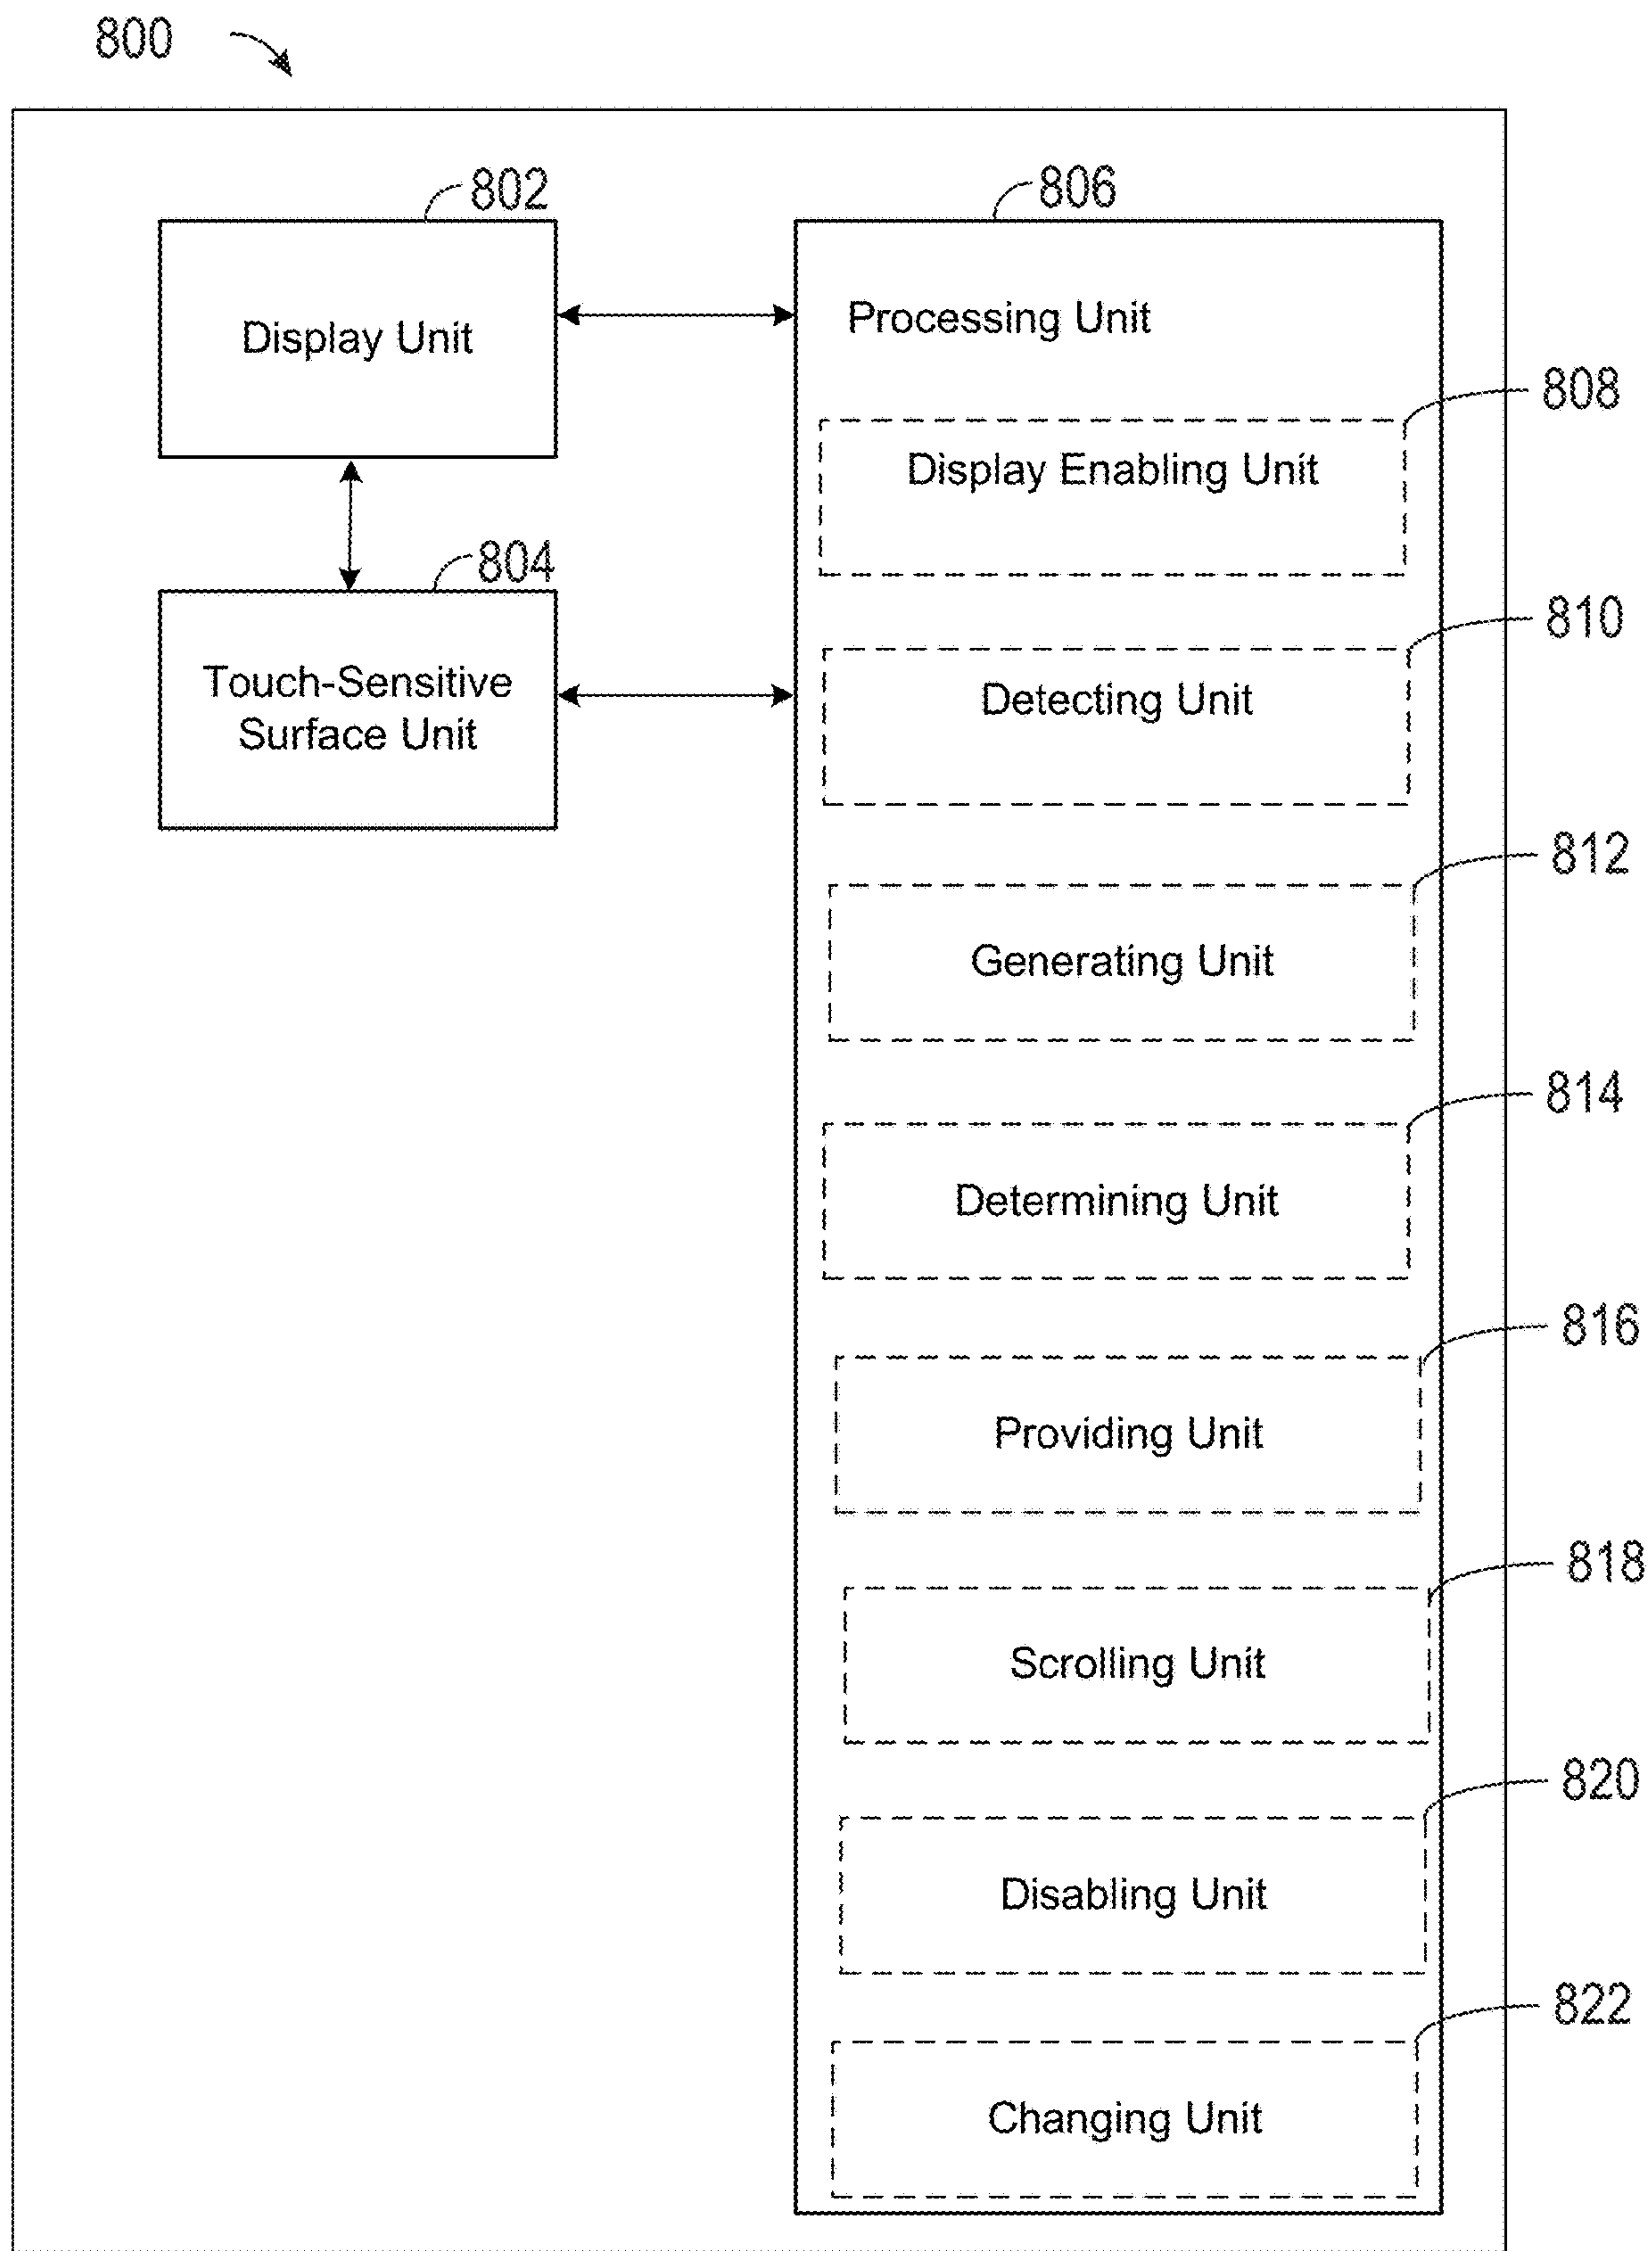 800
802
806
Display Unit
Processing Unit
808
Display Enabling Unit
804
810
Touch-Sensitive
Surface Unit
Detecting Unit
812
Generating Unit
814
Determining Unit
816
Providing Unit
818
Scrolling Unit
820
Disabling Unit
822
Changing Unit